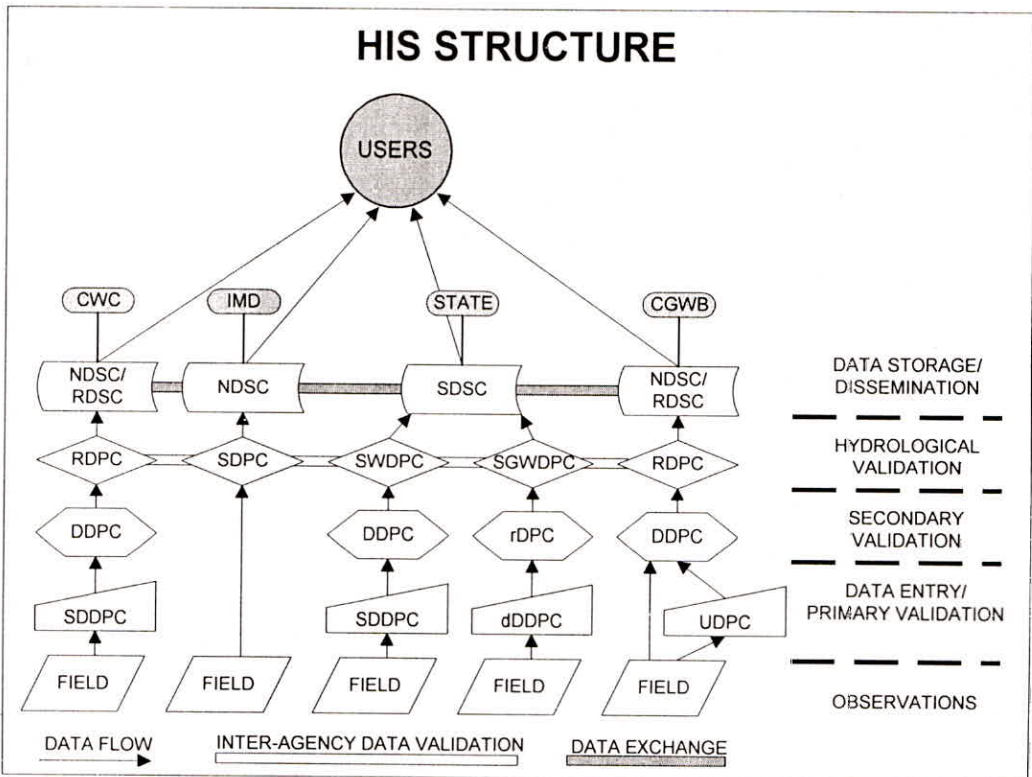 HIS STRUCTURE
USERS
CWC
IMD
STATE
CGWB
NDSC/
RDSC
NDSC
SDSC
NDSC/
RDSC
DATA STORAGE/
DISSEMINATION
RDPC
SDPC
SWDPC
SGWDPC
RDPC
HYDROLOGICAL
VALIDATION
DDPC
DDPC
rDPC
DDPC
SECONDARY
VALIDATION
SDDPC
SDDPC
dDDPC
UDPC
DATA ENTRY/
PRIMARY VALIDATION
FIELD
FIELD
FIELD
FIELD
FIELD
OBSERVATIONS
DATA FLOW
INTER-AGENCY DATA VALIDATION
DATA EXCHANGE